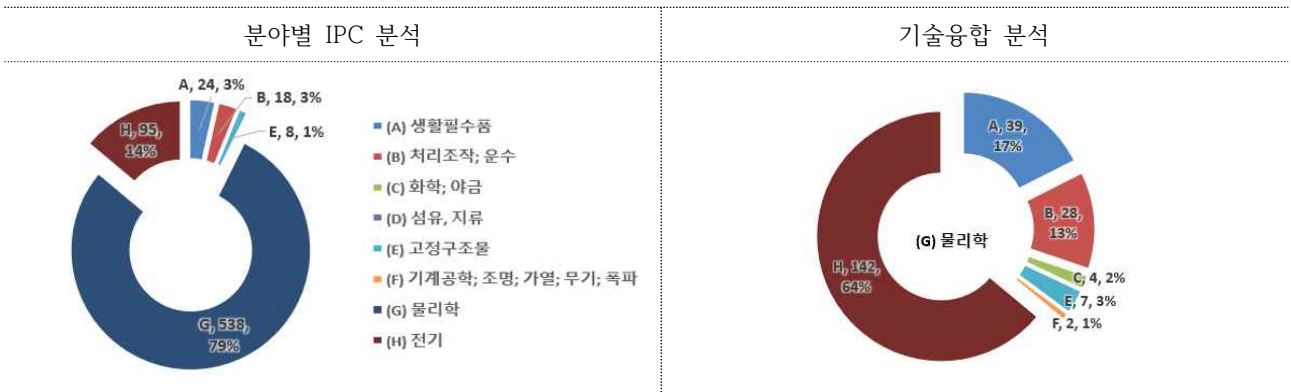 분야별 IPC 분석
기술융합 분석
A, 24, 3%
B, 18, 3%
E, 8, 1%
H, 95,
14%
G, 538,
79%
(A) 생활필수품
(B) 처리조작; 운수
(C) 화학; 야금
(D) 섬유, 지류
(E) 고정구조물
(F) 기계공학; 조명; 가열; 무기; 폭파
(G) 물리학
(H) 전기
A, 39,
17%
B, 28,
13%
C, 4, 2%
E, 7, 3%
F, 2, 1%
H, 142,
64%
(G) 물리학